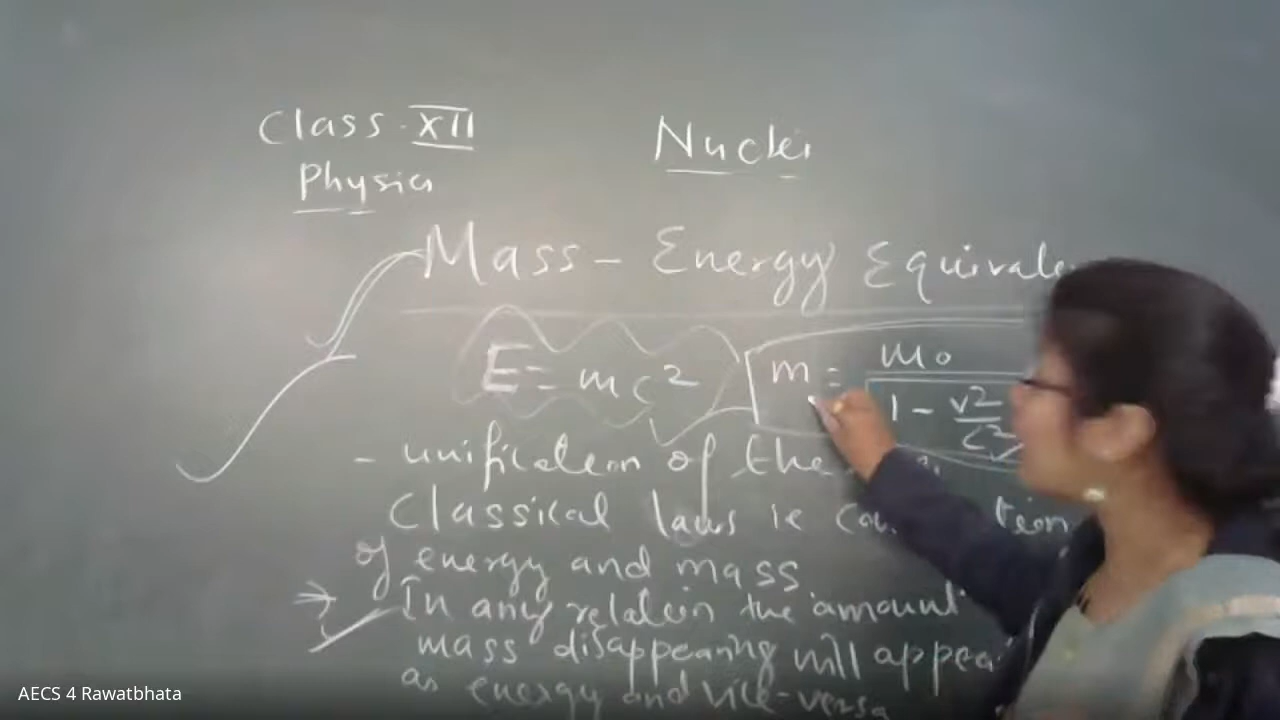 Class - XII
Nuclei
Physics
Mass - Energy Equivale
E = mc²
m = m₀ / √1 - v²/c²
- unification of the
Classical laws ie
of energy and mass
→ In any relation the amount
mass disappearing will appea
as energy and vice-versa
AECS 4 Rawatbhata